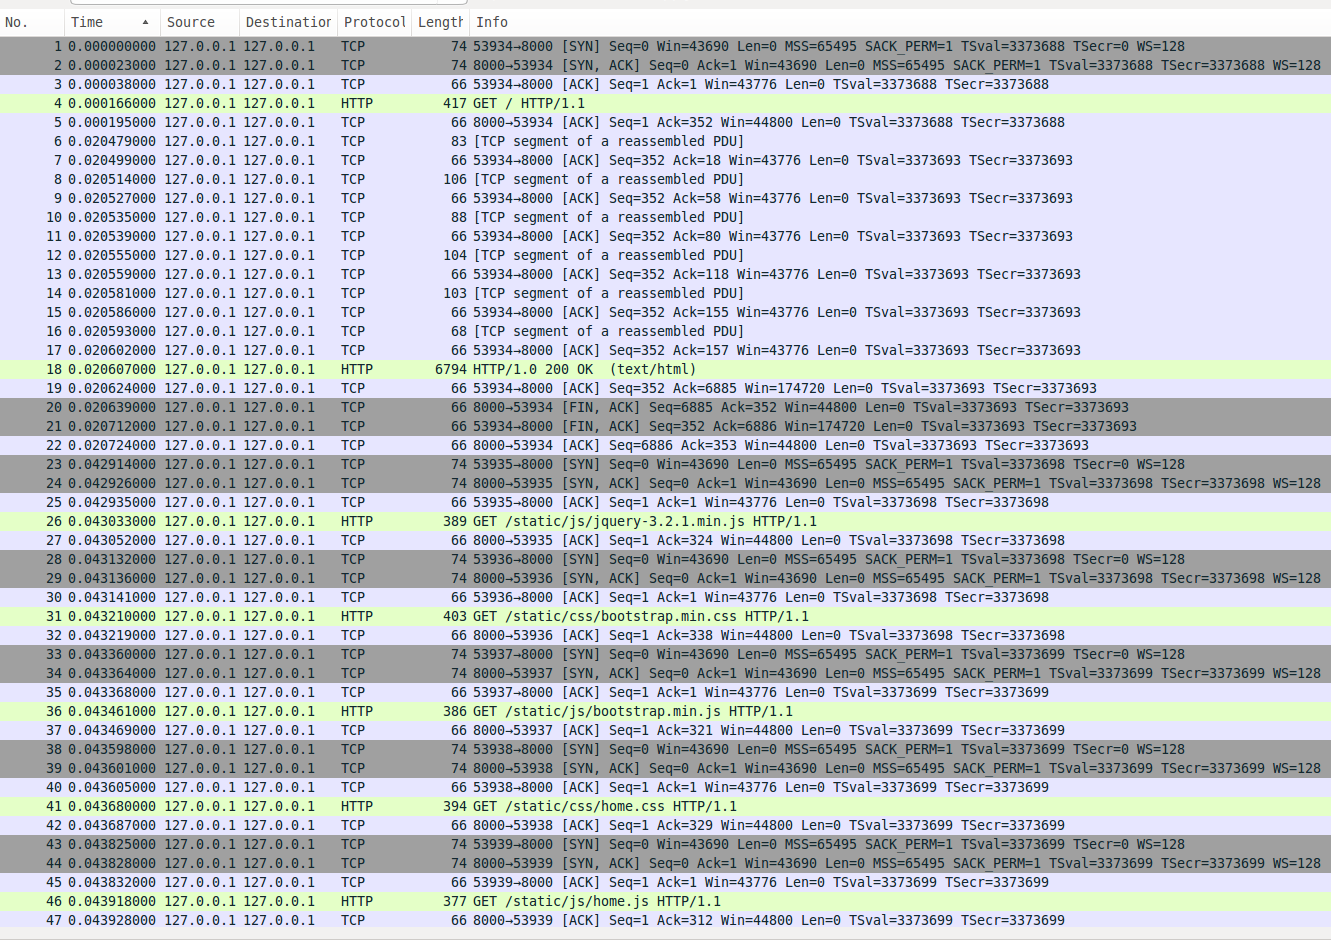 No. Time Source Destination Protocol Length Info
1 0.000000000 127.0.0.1 127.0.0.1 TCP 74 53934→8000 [SYN] Seq=0 Win=43690 Len=0 MSS=65495 SACK_PERM=1 TSval=3373688 TSecr=0 WS=128
2 0.000023000 127.0.0.1 127.0.0.1 TCP 74 8000→53934 [SYN, ACK] Seq=0 Ack=1 Win=43690 Len=0 MSS=65495 SACK_PERM=1 TSval=3373688 TSecr=3373688 WS=128
3 0.000038000 127.0.0.1 127.0.0.1 TCP 66 53934→8000 [ACK] Seq=1 Ack=1 Win=43776 Len=0 TSval=3373688 TSecr=3373688
4 0.000166000 127.0.0.1 127.0.0.1 HTTP 417 GET / HTTP/1.1
5 0.000195000 127.0.0.1 127.0.0.1 TCP 66 8000→53934 [ACK] Seq=1 Ack=352 Win=44800 Len=0 TSval=3373688 TSecr=3373688
6 0.020479000 127.0.0.1 127.0.0.1 TCP 83 [TCP segment of a reassembled PDU]
7 0.020499000 127.0.0.1 127.0.0.1 TCP 66 53934→8000 [ACK] Seq=352 Ack=18 Win=43776 Len=0 TSval=3373693 TSecr=3373693
8 0.020514000 127.0.0.1 127.0.0.1 TCP 106 [TCP segment of a reassembled PDU]
9 0.020527000 127.0.0.1 127.0.0.1 TCP 66 53934→8000 [ACK] Seq=352 Ack=58 Win=43776 Len=0 TSval=3373693 TSecr=3373693
10 0.020535000 127.0.0.1 127.0.0.1 TCP 88 [TCP segment of a reassembled PDU]
11 0.020539000 127.0.0.1 127.0.0.1 TCP 66 53934→8000 [ACK] Seq=352 Ack=80 Win=43776 Len=0 TSval=3373693 TSecr=3373693
12 0.020555000 127.0.0.1 127.0.0.1 TCP 104 [TCP segment of a reassembled PDU]
13 0.020559000 127.0.0.1 127.0.0.1 TCP 66 53934→8000 [ACK] Seq=352 Ack=118 Win=43776 Len=0 TSval=3373693 TSecr=3373693
14 0.020581000 127.0.0.1 127.0.0.1 TCP 103 [TCP segment of a reassembled PDU]
15 0.020586000 127.0.0.1 127.0.0.1 TCP 66 53934→8000 [ACK] Seq=352 Ack=155 Win=43776 Len=0 TSval=3373693 TSecr=3373693
16 0.020593000 127.0.0.1 127.0.0.1 TCP 68 [TCP segment of a reassembled PDU]
17 0.020602000 127.0.0.1 127.0.0.1 TCP 66 53934→8000 [ACK] Seq=352 Ack=157 Win=43776 Len=0 TSval=3373693 TSecr=3373693
18 0.020607000 127.0.0.1 127.0.0.1 HTTP 6794 HTTP/1.0 200 OK (text/html)
19 0.020624000 127.0.0.1 127.0.0.1 TCP 66 53934→8000 [ACK] Seq=352 Ack=6885 Win=174720 Len=0 TSval=3373693 TSecr=3373693
20 0.020639000 127.0.0.1 127.0.0.1 TCP 66 8000→53934 [FIN, ACK] Seq=6885 Ack=352 Win=44800 Len=0 TSval=3373693 TSecr=3373693
21 0.020712000 127.0.0.1 127.0.0.1 TCP 66 53934→8000 [FIN, ACK] Seq=352 Ack=6886 Win=174720 Len=0 TSval=3373693 TSecr=3373693
22 0.020724000 127.0.0.1 127.0.0.1 TCP 66 8000→53934 [ACK] Seq=6886 Ack=353 Win=44800 Len=0 TSval=3373693 TSecr=3373693
23 0.042914000 127.0.0.1 127.0.0.1 TCP 74 53935→8000 [SYN] Seq=0 Win=43690 Len=0 MSS=65495 SACK_PERM=1 TSval=3373698 TSecr=0 WS=128
24 0.042926000 127.0.0.1 127.0.0.1 TCP 74 8000→53935 [SYN, ACK] Seq=0 Ack=1 Win=43690 Len=0 MSS=65495 SACK_PERM=1 TSval=3373698 TSecr=3373698 WS=128
25 0.042935000 127.0.0.1 127.0.0.1 TCP 66 53935→8000 [ACK] Seq=1 Ack=1 Win=43776 Len=0 TSval=3373698 TSecr=3373698
26 0.043033000 127.0.0.1 127.0.0.1 HTTP 389 GET /static/js/jquery-3.2.1.min.js HTTP/1.1
27 0.043052000 127.0.0.1 127.0.0.1 TCP 66 8000→53935 [ACK] Seq=1 Ack=324 Win=44800 Len=0 TSval=3373698 TSecr=3373698
28 0.043132000 127.0.0.1 127.0.0.1 TCP 74 53936→8000 [SYN] Seq=0 Win=43690 Len=0 MSS=65495 SACK_PERM=1 TSval=3373698 TSecr=0 WS=128
29 0.043136000 127.0.0.1 127.0.0.1 TCP 74 8000→53936 [SYN, ACK] Seq=0 Ack=1 Win=43690 Len=0 MSS=65495 SACK_PERM=1 TSval=3373698 TSecr=3373698 WS=128
30 0.043141000 127.0.0.1 127.0.0.1 TCP 66 53936→8000 [ACK] Seq=1 Ack=1 Win=43776 Len=0 TSval=3373698 TSecr=3373698
31 0.043210000 127.0.0.1 127.0.0.1 HTTP 403 GET /static/css/bootstrap.min.css HTTP/1.1
32 0.043219000 127.0.0.1 127.0.0.1 TCP 66 8000→53936 [ACK] Seq=1 Ack=338 Win=44800 Len=0 TSval=3373698 TSecr=3373698
33 0.043360000 127.0.0.1 127.0.0.1 TCP 74 53937→8000 [SYN] Seq=0 Win=43690 Len=0 MSS=65495 SACK_PERM=1 TSval=3373699 TSecr=0 WS=128
34 0.043364000 127.0.0.1 127.0.0.1 TCP 74 8000→53937 [SYN, ACK] Seq=0 Ack=1 Win=43690 Len=0 MSS=65495 SACK_PERM=1 TSval=3373699 TSecr=3373699 WS=128
35 0.043368000 127.0.0.1 127.0.0.1 TCP 66 53937→8000 [ACK] Seq=1 Ack=1 Win=43776 Len=0 TSval=3373699 TSecr=3373699
36 0.043461000 127.0.0.1 127.0.0.1 HTTP 386 GET /static/js/bootstrap.min.js HTTP/1.1
37 0.043469000 127.0.0.1 127.0.0.1 TCP 66 8000→53937 [ACK] Seq=1 Ack=321 Win=44800 Len=0 TSval=3373699 TSecr=3373699
38 0.043598000 127.0.0.1 127.0.0.1 TCP 74 53938→8000 [SYN] Seq=0 Win=43690 Len=0 MSS=65495 SACK_PERM=1 TSval=3373699 TSecr=0 WS=128
39 0.043601000 127.0.0.1 127.0.0.1 TCP 74 8000→53938 [SYN, ACK] Seq=0 Ack=1 Win=43690 Len=0 MSS=65495 SACK_PERM=1 TSval=3373699 TSecr=3373699 WS=128
40 0.043605000 127.0.0.1 127.0.0.1 TCP 66 53938→8000 [ACK] Seq=1 Ack=1 Win=43776 Len=0 TSval=3373699 TSecr=3373699
41 0.043680000 127.0.0.1 127.0.0.1 HTTP 394 GET /static/css/home.css HTTP/1.1
42 0.043687000 127.0.0.1 127.0.0.1 TCP 66 8000→53938 [ACK] Seq=1 Ack=329 Win=44800 Len=0 TSval=3373699 TSecr=3373699
43 0.043825000 127.0.0.1 127.0.0.1 TCP 74 53939→8000 [SYN] Seq=0 Win=43690 Len=0 MSS=65495 SACK_PERM=1 TSval=3373699 TSecr=0 WS=128
44 0.043828000 127.0.0.1 127.0.0.1 TCP 74 8000→53939 [SYN, ACK] Seq=0 Ack=1 Win=43690 Len=0 MSS=65495 SACK_PERM=1 TSval=3373699 TSecr=3373699 WS=128
45 0.043832000 127.0.0.1 127.0.0.1 TCP 66 53939→8000 [ACK] Seq=1 Ack=1 Win=43776 Len=0 TSval=3373699 TSecr=3373699
46 0.043918000 127.0.0.1 127.0.0.1 HTTP 377 GET /static/js/home.js HTTP/1.1
47 0.043928000 127.0.0.1 127.0.0.1 TCP 66 8000→53939 [ACK] Seq=1 Ack=312 Win=44800 Len=0 TSval=3373699 TSecr=3373699